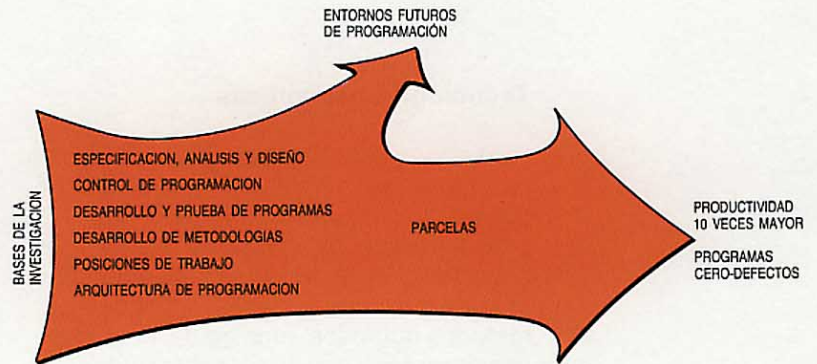 ENTORNOS FUTUROS
DE PROGRAMACIÓN
BASES DE LA
INVESTIGACION
ESPECIFICACION, ANALISIS Y DISEÑO
CONTROL DE PROGRAMACION
DESARROLLO Y PRUEBA DE PROGRAMAS
DESARROLLO DE METODOLOGIAS
POSICIONES DE TRABAJO
ARQUITECTURA DE PROGRAMACION
PARCELAS
PRODUCTIVIDAD
10 VECES MAYOR
PROGRAMAS
CERO-DEFECTOS